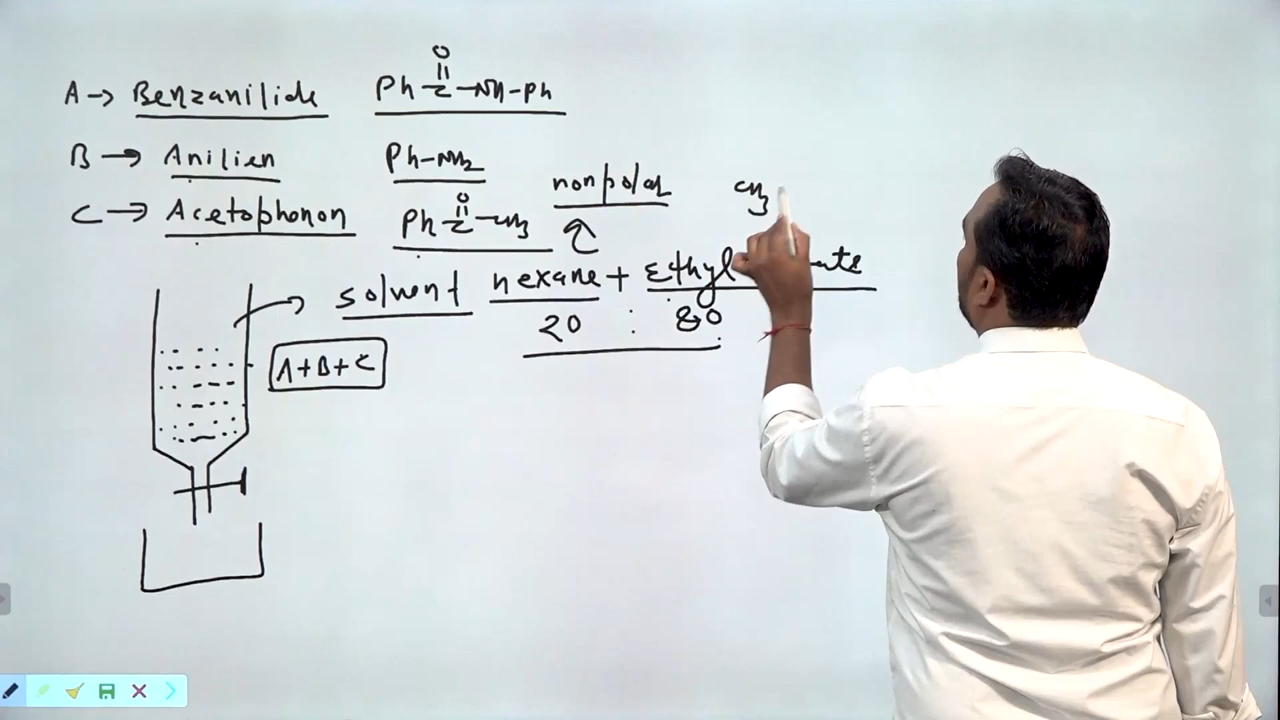 A → Benzanilide Ph C O -NH-Ph
B → Anilien Ph-NH2
C → Acetophonon Ph C O -CH3 nonpolar CH3
solvent hexane + Ethyl
20 : 80
A+B+C